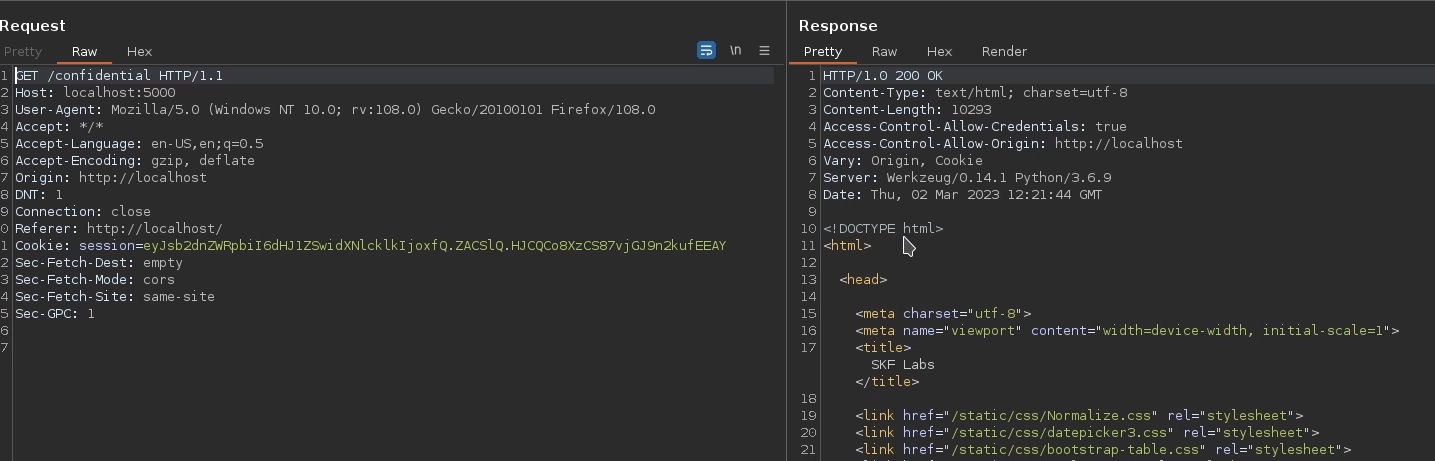 Request
Pretty Raw Hex \n
1 GET /confidential HTTP/1.1
2 Host: localhost:5000
3 User-Agent: Mozilla/5.0 (Windows NT 10.0; rv:108.0) Gecko/20100101 Firefox/108.0
4 Accept: */*
5 Accept-Language: en-US,en;q=0.5
6 Accept-Encoding: gzip, deflate
7 Origin: http://localhost
8 DNT: 1
9 Connection: close
0 Referer: http://localhost/
1 Cookie: session=eyJsb2dnZWRpbiI6dHJ1ZSwidXNlcklkIjoxfQ.ZACSlQ.HJCQCo8XzCS87vjGJ9n2kufEEAY
2 Sec-Fetch-Dest: empty
3 Sec-Fetch-Mode: cors
4 Sec-Fetch-Site: same-site
5 Sec-GPC: 1
6
7
Response
Pretty Raw Hex Render
1 HTTP/1.0 200 OK
2 Content-Type: text/html; charset=utf-8
3 Content-Length: 10293
4 Access-Control-Allow-Credentials: true
5 Access-Control-Allow-Origin: http://localhost
6 Vary: Origin, Cookie
7 Server: Werkzeug/0.14.1 Python/3.6.9
8 Date: Thu, 02 Mar 2023 12:21:44 GMT
9
10 <!DOCTYPE html>
11 <html>
12
13 <head>
14
15 <meta charset="utf-8">
16 <meta name="viewport" content="width=device-width, initial-scale=1">
17 <title>
SKF Labs
</title>
18
19 <link href="/static/css/Normalize.css" rel="stylesheet">
20 <link href="/static/css/datepicker3.css" rel="stylesheet">
21 <link href="/static/css/bootstrap-table.css" rel="stylesheet">